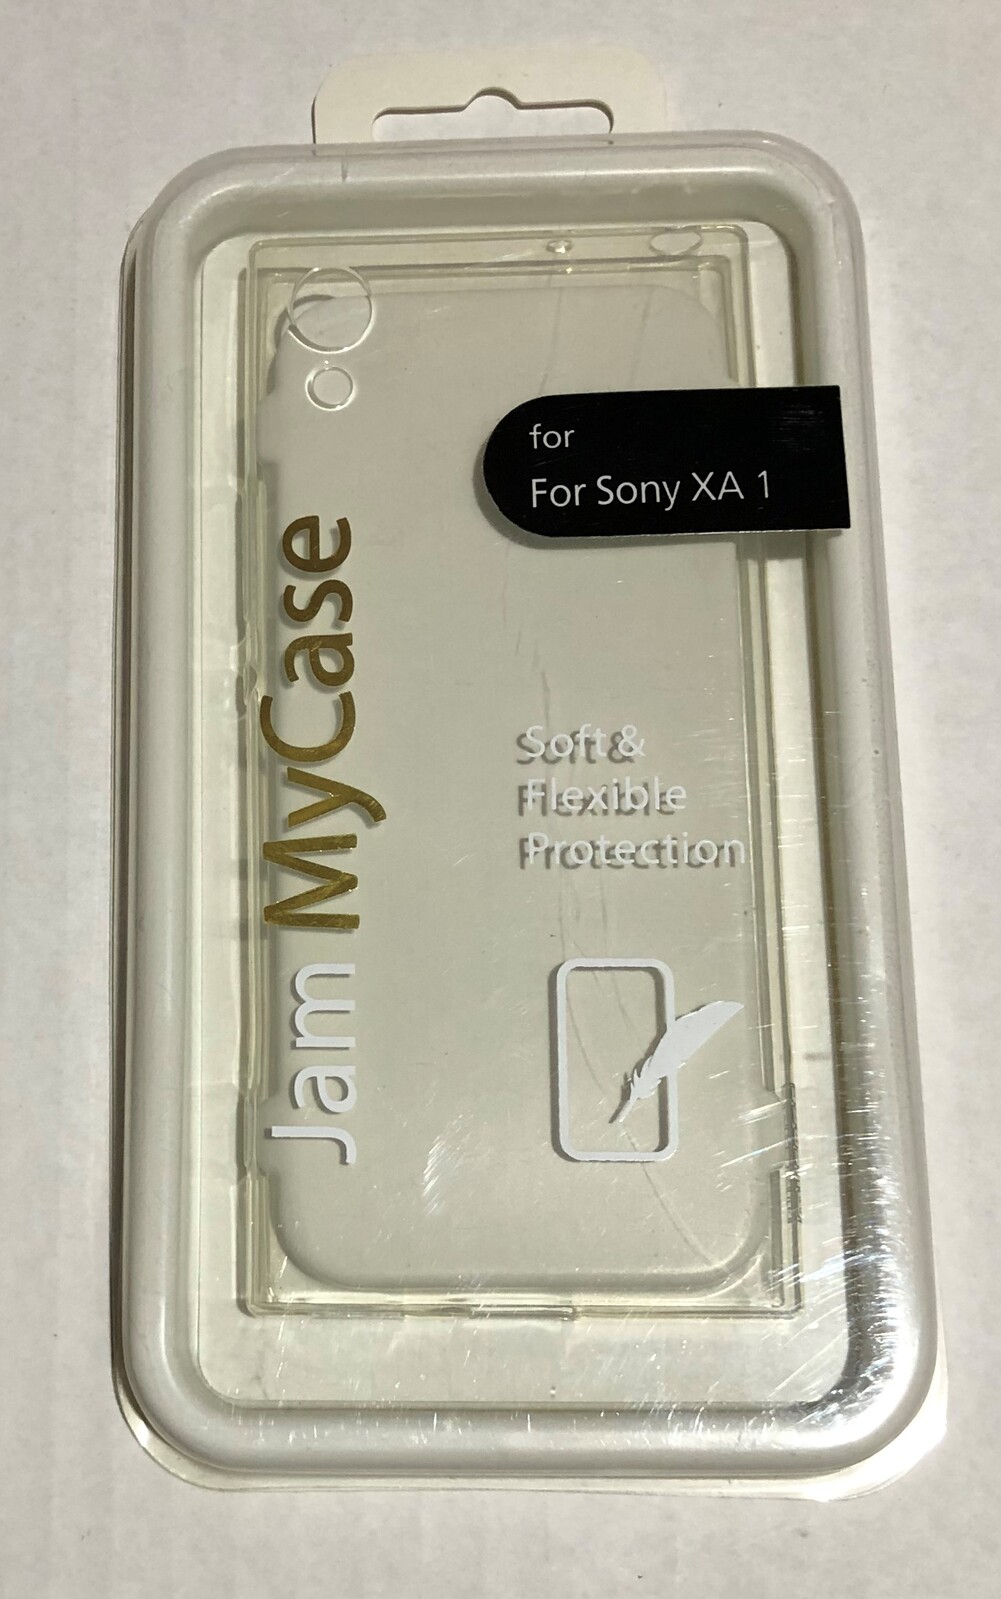 for
For Sony XA 1
Jam MyCase
Soft &
Flexible
Protection